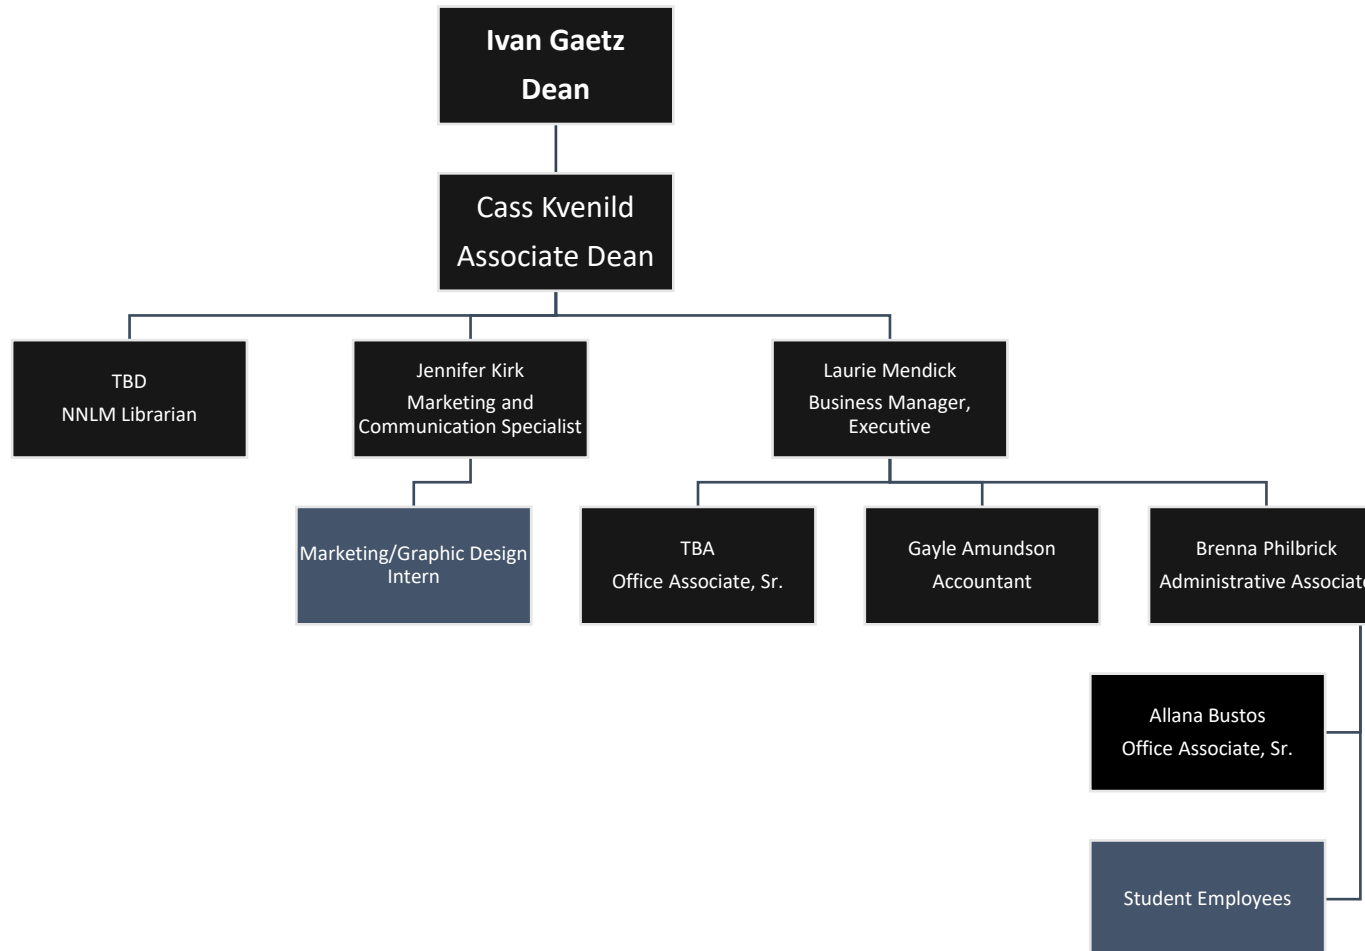 Ivan Gaetz
Dean
Cass Kvenild
Associate Dean
TBD
NNLM Librarian
Jennifer Kirk
Marketing and
Communication Specialist
Laurie Mendick
Business Manager,
Executive
Marketing/Graphic Design
Intern
TBA
Office Associate, Sr.
Gayle Amundson
Accountant
Brenna Philbrick
Administrative Associate
Allana Bustos
Office Associate, Sr.
Student Employees